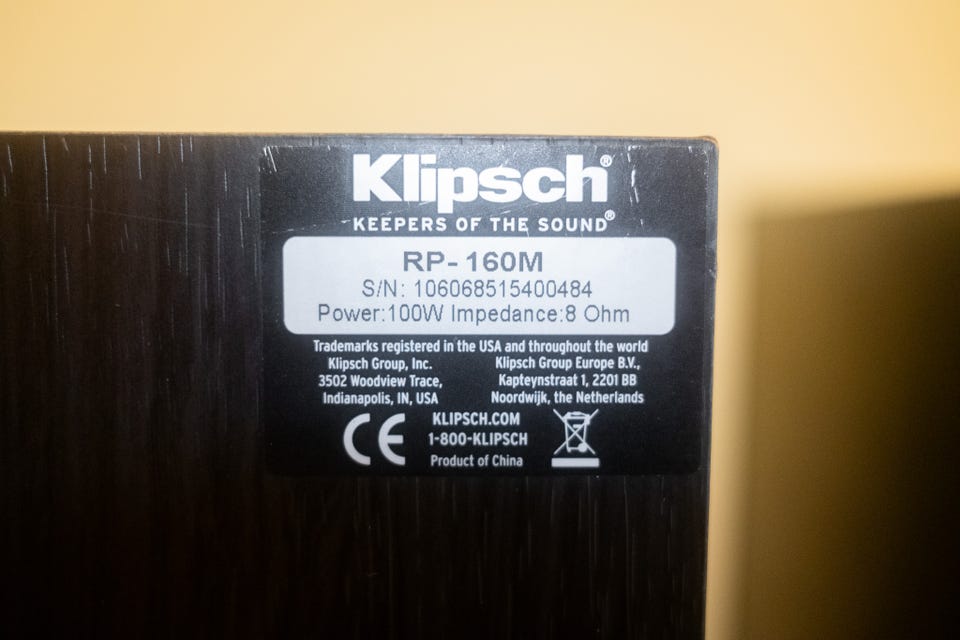 Klipsch®
KEEPERS OF THE SOUND®
RP-160M
S/N: 106068515400484
Power:100W Impedance:8 Ohm
Trademarks registered in the USA and throughout the world
Klipsch Group, Inc.
3502 Woodview Trace,
Indianapolis, IN, USA
Klipsch Group Europe B.V.,
Kapteynstraat 1, 2201 BB
Noordwijk, the Netherlands
CE
KLIPSCH.COM
1-800-KLIPSCH
Product of China